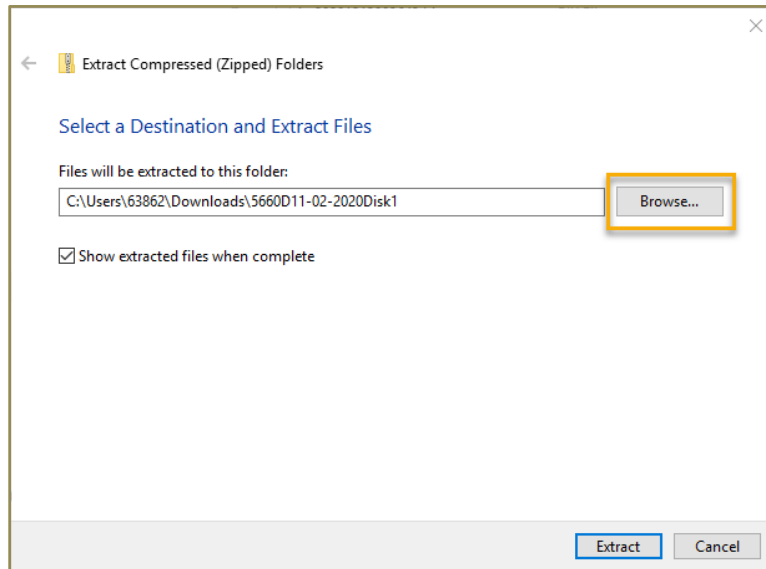 Extract Compressed (Zipped) Folders
Select a Destination and Extract Files
Files will be extracted to this folder:
C:\Users\63862\Downloads\5660D11-02-2020Disk1
Browse...
Show extracted files when complete
Extract
Cancel